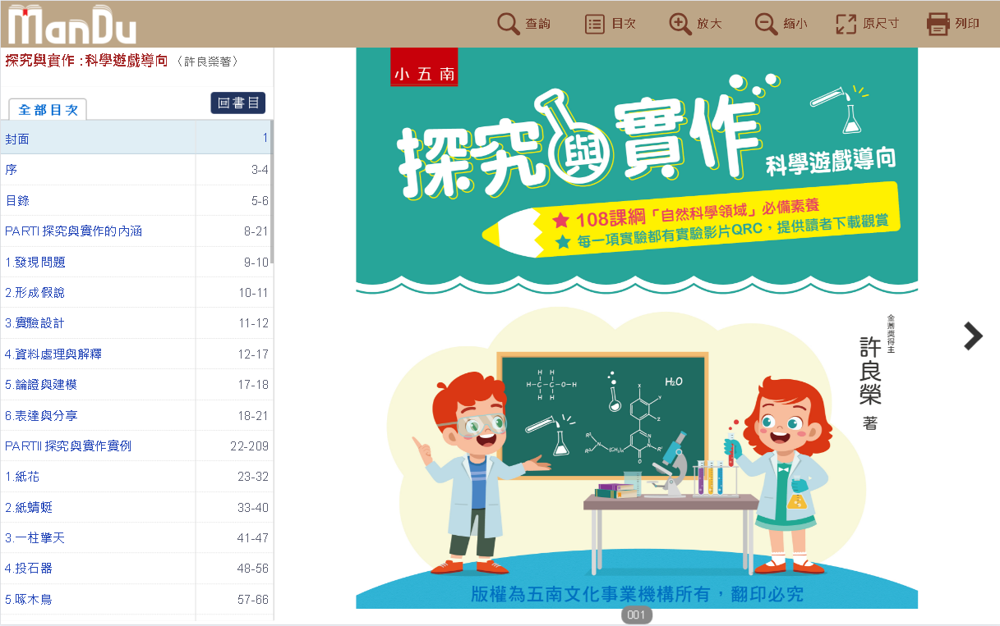 ManDu
查詢
目次
放大
縮小
原尺寸
列印
探究與實作 : 科學遊戲導向 （許良榮著）
全部目次
回書目
封面 1
序 3-4
目錄 5-6
PARTI 探究與實作的內涵 8-21
1.發現問題 9-10
2.形成假說 10-11
3.實驗設計 11-12
4.資料處理與解釋 12-17
5.論證與建模 17-18
6.表達與分享 18-21
PARTII 探究與實作實例 22-209
1.紙花 23-32
2.紙蜻蜓 33-40
3.一柱擎天 41-47
4.投石器 48-56
5.啄木鳥 57-66
小五南
探究與實作
科學遊戲導向
★ 108課綱「自然科學領域」必備素養
★ 每一項實驗都有實驗影片QRC，提供讀者下載觀賞
金鼎獎得主
許良榮 著
H₂O
版權為五南文化事業機構所有，翻印必究
001